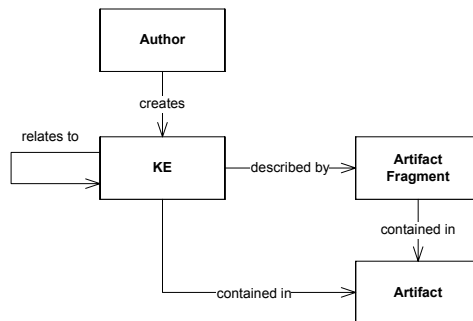 Author
creates
relates to
KE
described by
Artifact
Fragment
contained in
contained in
Artifact